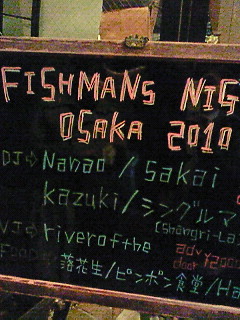 FISHMANS NIG
OSAKA 2010
DJ⇨ Nanao / Sakai
kazuki/シングルマ
(Shangri-La
VJ⇨ riverofthe
adv ¥200
door
FOOD⇨ 落花生/ピンポン食堂/Ha